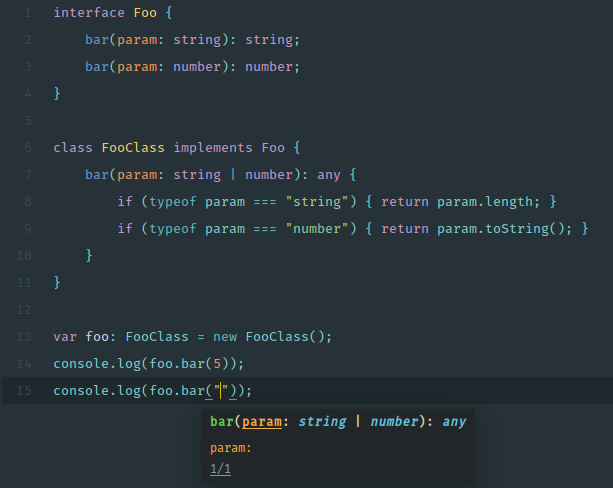 1 interface Foo {
2 bar(param: string): string;
3 bar(param: number): number;
4 }
5
6 class FooClass implements Foo {
7 bar(param: string | number): any {
8 if (typeof param === "string") { return param.length; }
9 if (typeof param === "number") { return param.toString(); }
10 }
11 }
12
13 var foo: FooClass = new FooClass();
14 console.log(foo.bar(5));
15 console.log(foo.bar(""));
bar(param: string | number): any
param:
1/1